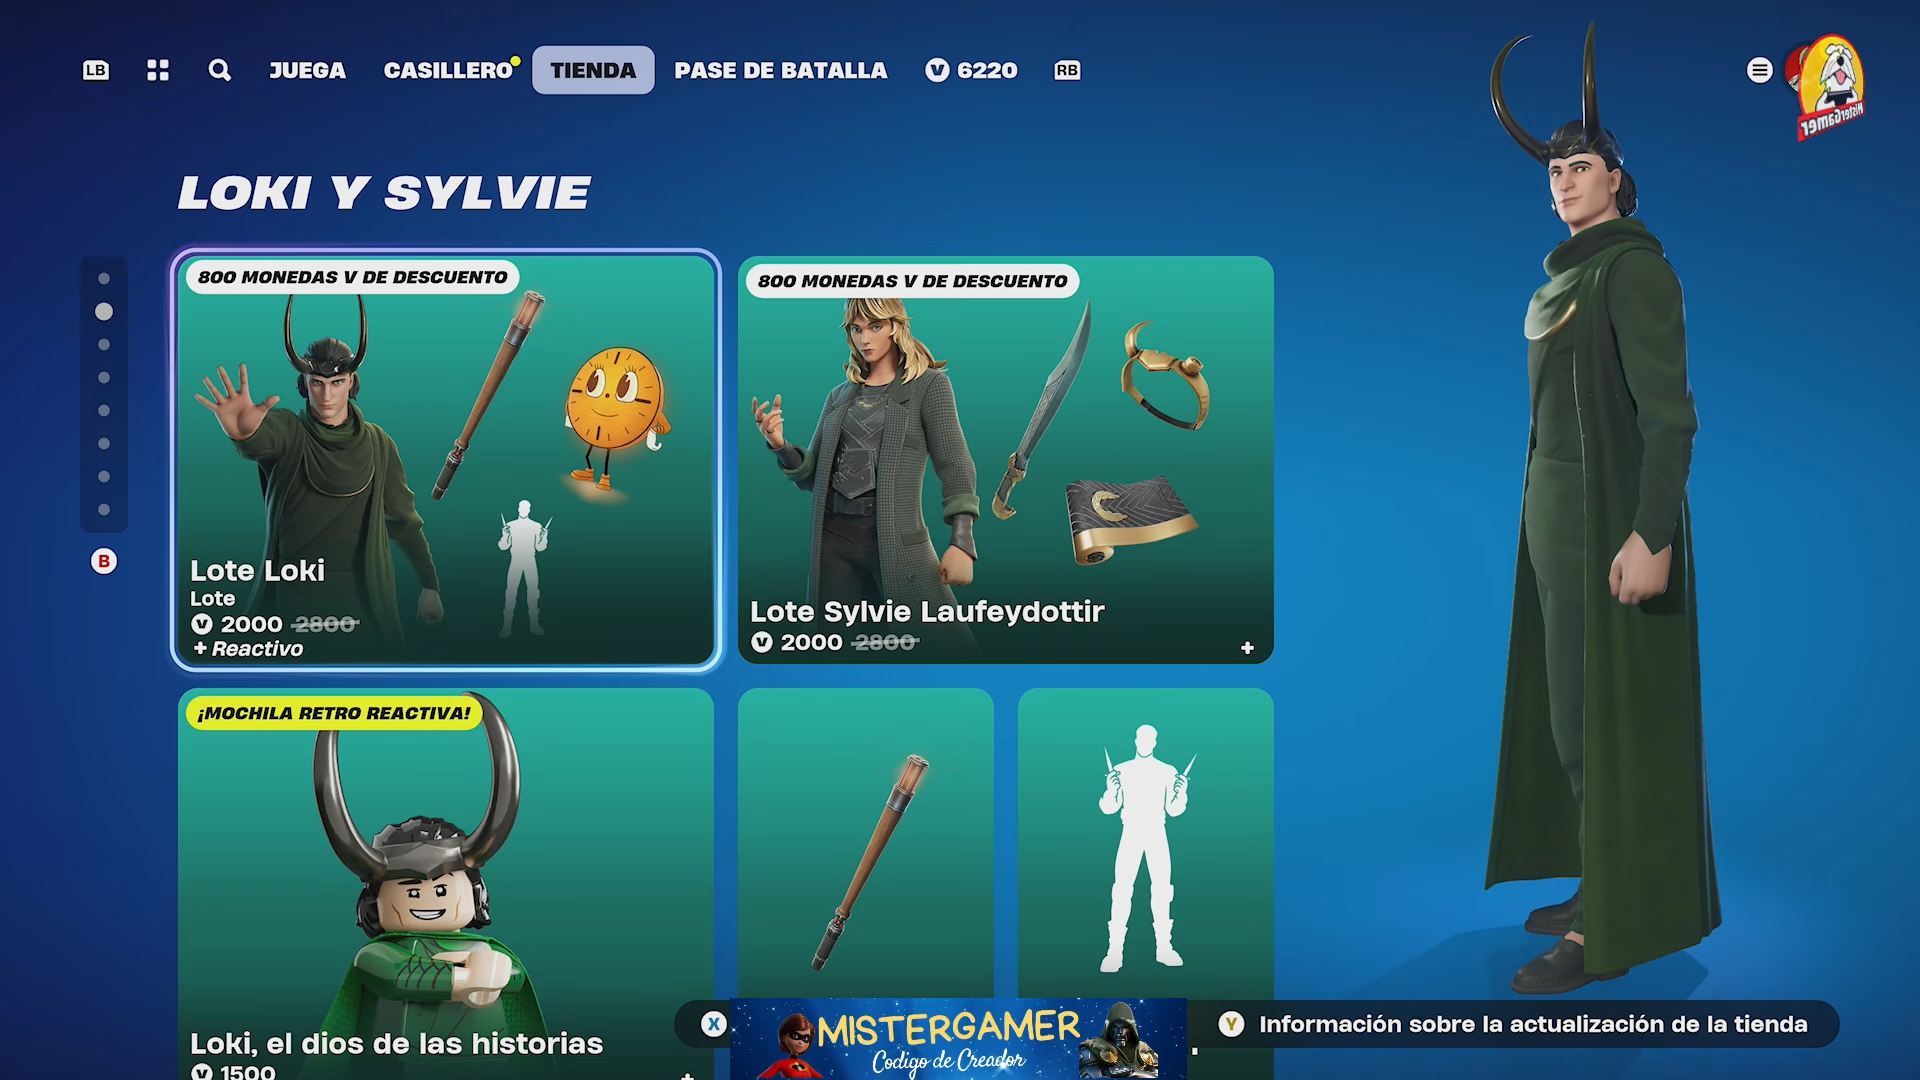 LB
JUEGA
CASILLERO
TIENDA
PASE DE BATALLA
V 6220
RB
MisterGamer
LOKI Y SYLVIE
800 MONEDAS V DE DESCUENTO
Lote Loki
Lote
V 2000 2800
+ Reactivo
800 MONEDAS V DE DESCUENTO
Lote Sylvie Laufeydottir
V 2000 2800
+
B
¡MOCHILA RETRO REACTIVA!
Loki, el dios de las historias
V 1500
X
MISTERGAMER
Codigo de Creador
Y Información sobre la actualización de la tienda